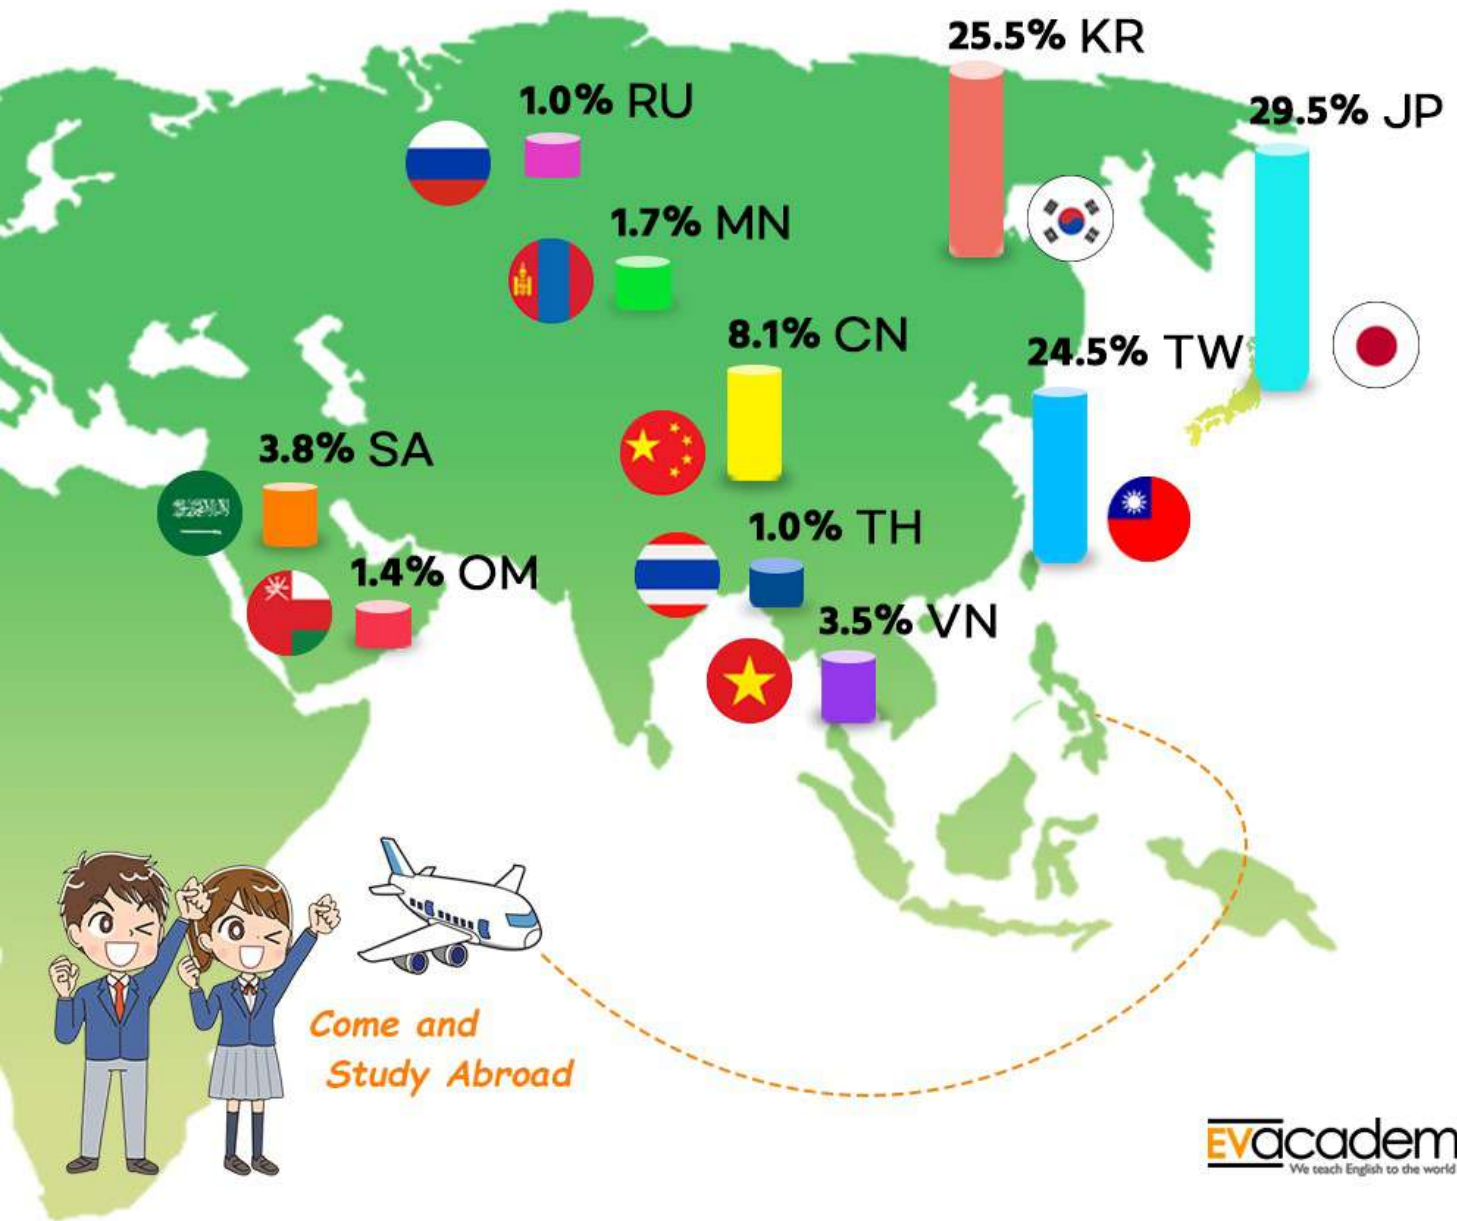 25.5% KR
1.0% RU
29.5% JP
1.7% MN
8.1% CN
24.5% TW
3.8% SA
1.0% TH
1.4% OM
3.5% VN
Come and
Study Abroad
EVacadem
We teach English to the world